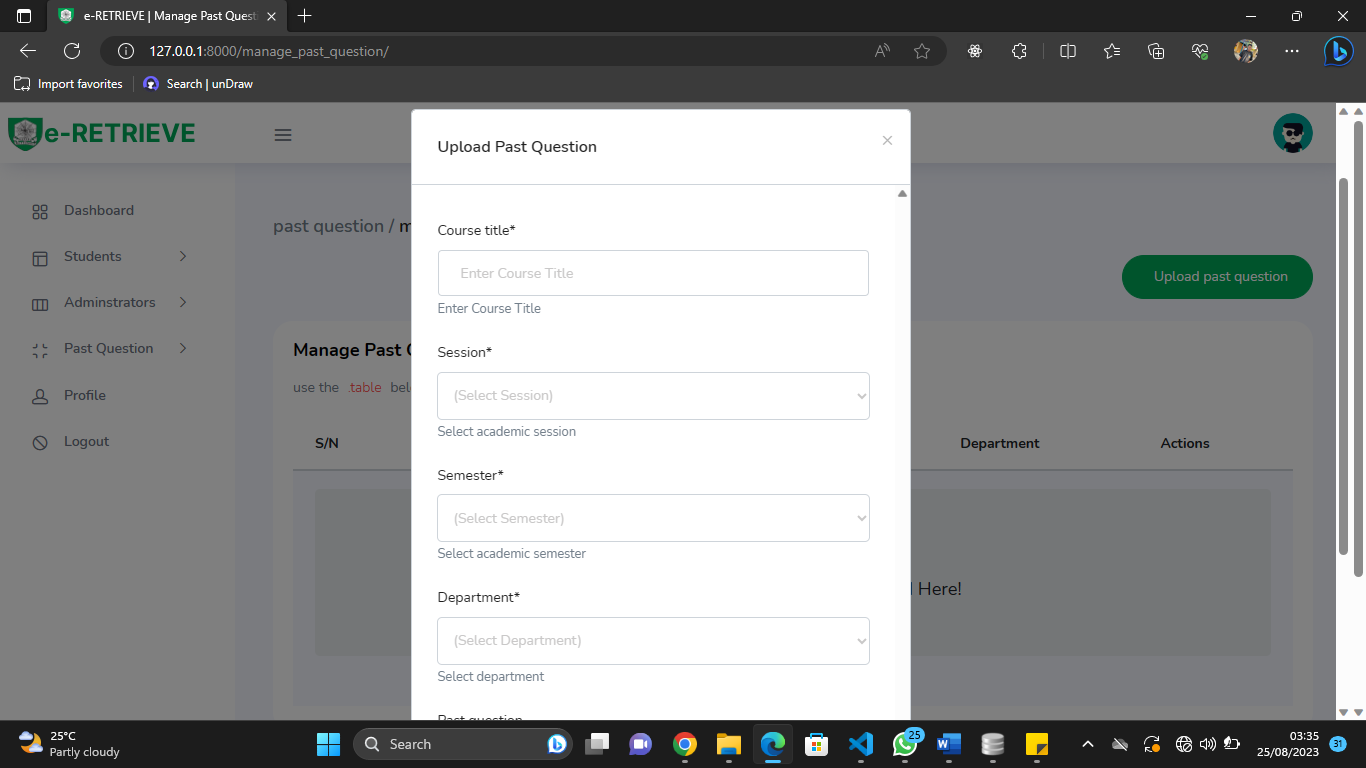 e-RETRIEVE | Manage Past Quest
127.0.0.1:8000/manage_past_question/
Import favorites
Search | unDraw
e-RETRIEVE
Upload Past Question
Dashboard
Students
Adminstrators
Past Question
Profile
Logout
past question / m
Upload past question
Manage Past
use the .table
S/N
Department
Actions
Here!
Course title*
Enter Course Title
Enter Course Title
Session*
(Select Session)
Select academic session
Semester*
(Select Semester)
Select academic semester
Department*
(Select Department)
Select department
Past question
25°C
Partly cloudy
Search
25
03:35
25/08/2023
31